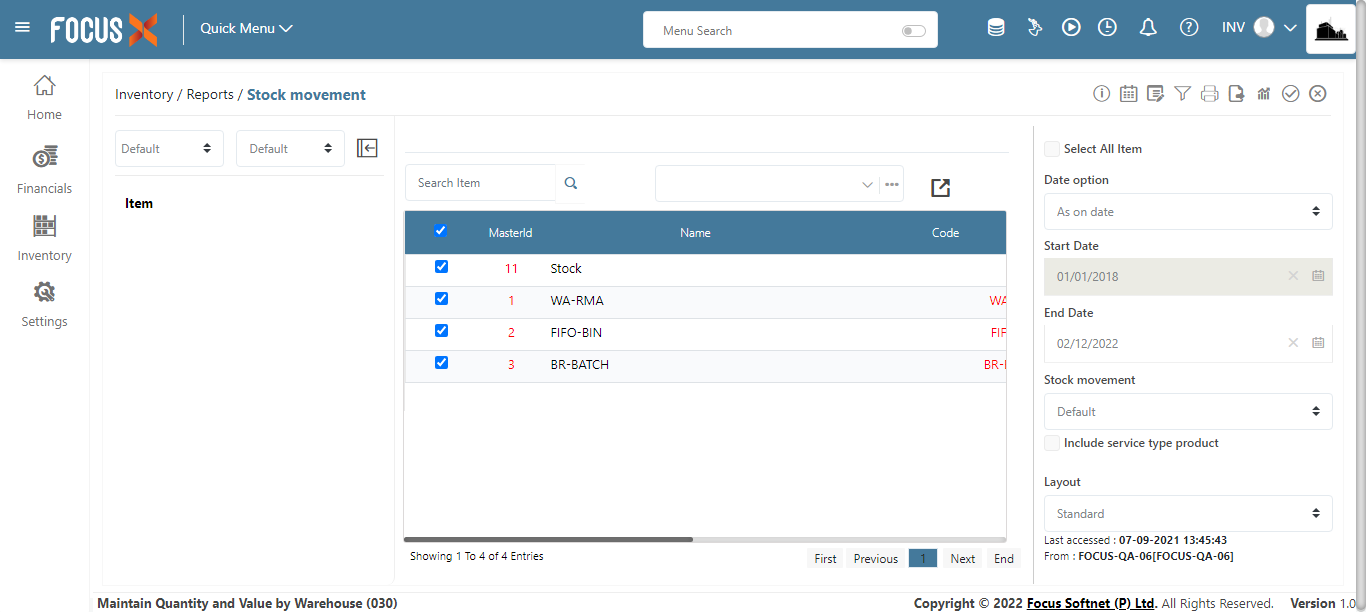 FOCUS X
Quick Menu
Menu Search
INV
Home
Financials
Inventory
Settings
Inventory / Reports / Stock movement
Default
Default
Item
Search Item
MasterId Name Code
11 Stock
1 WA-RMA WA
2 FIFO-BIN FIF
3 BR-BATCH BR-
Showing 1 To 4 of 4 Entries
First Previous 1 Next End
Select All Item
Date option
As on date
Start Date
01/01/2018
End Date
02/12/2022
Stock movement
Default
Include service type product
Layout
Standard
Last accessed : 07-09-2021 13:45:43
From : FOCUS-QA-06[FOCUS-QA-06]
Maintain Quantity and Value by Warehouse (030)
Copyright © 2022 Focus Softnet (P) Ltd. All Rights Reserved. Version 1.0